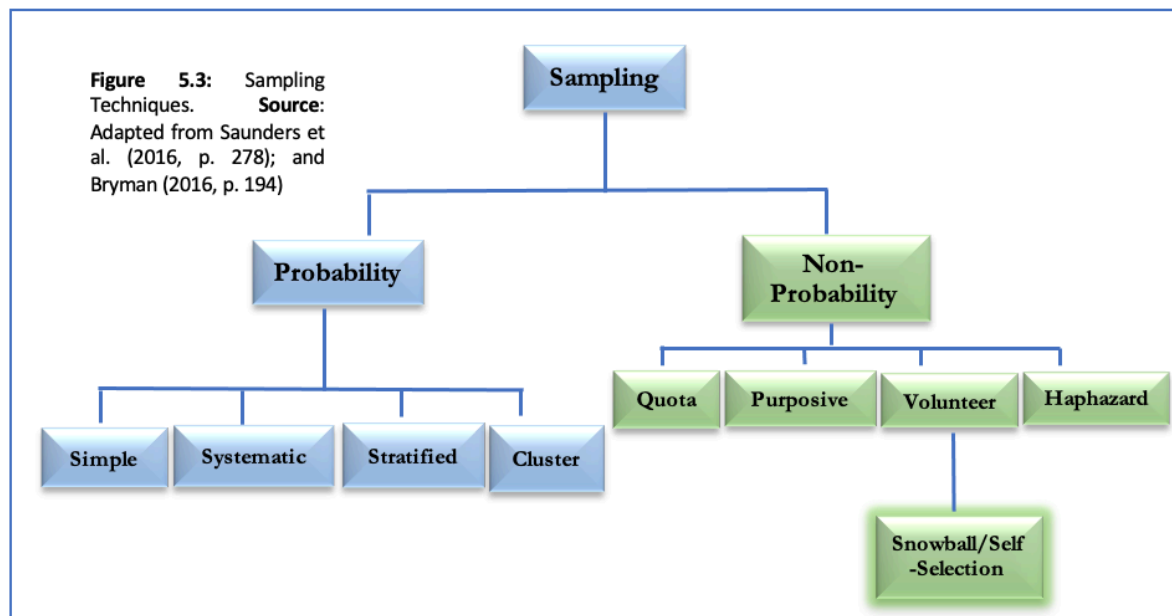 Sampling
Figure 5.3: Sampling
Techniques. Source:
Adapted from Saunders et
al. (2016, p. 278); and
Bryman (2016, p. 194)
Probability
Non-
Probability
Quota
Purposive
Volunteer
Haphazard
Simple
Systematic
Stratified
Cluster
Snowball/Self
-Selection